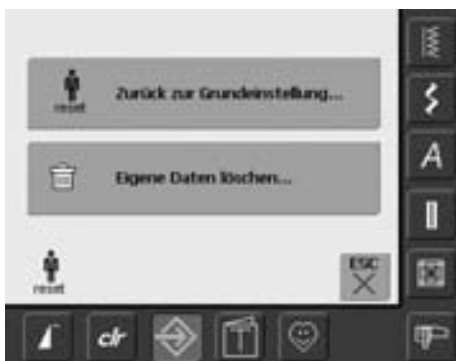 reset
Zurück zur Grundeinstellung...
Eigene Daten löschen...
reset
ESC
A
clr